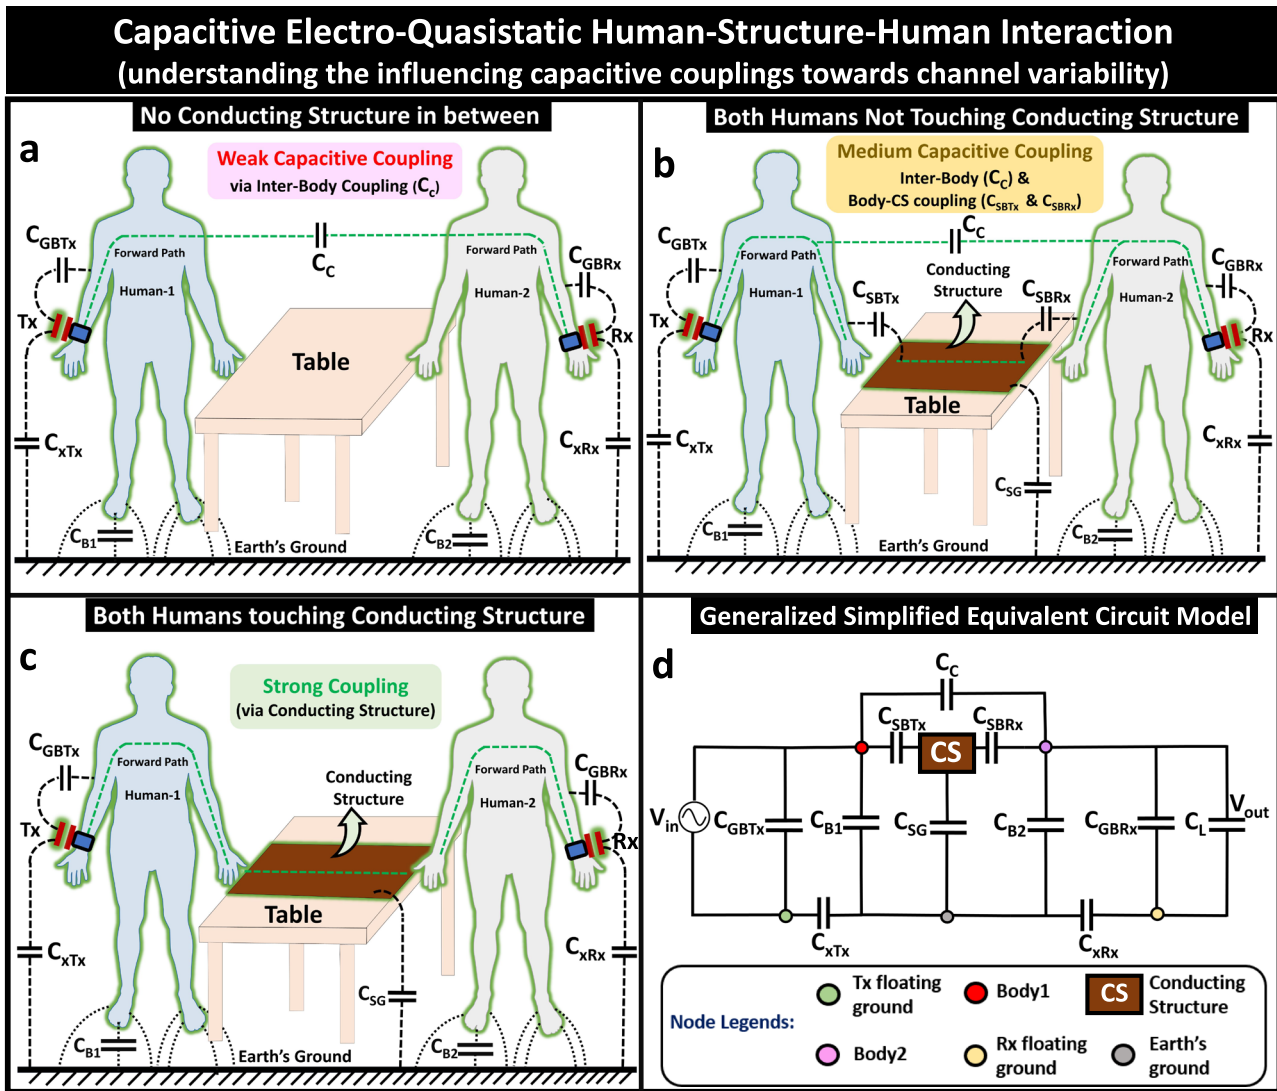 Capacitive Electro-Quasistatic Human-Structure-Human Interaction
(understanding the influencing capacitive couplings towards channel variability)
No Conducting Structure in between
a
Weak Capacitive Coupling
via Inter-Body Coupling (Cc)
CGBTx
Forward Path
CC
Forward Path
CGBRx
Human-1
Human-2
Tx
Rx
Table
CxTx
CxRx
CB1
CB2
Earth's Ground
Both Humans Not Touching Conducting Structure
b
Medium Capacitive Coupling
Inter-Body (CC) &
Body-CS coupling (CSBTx & CSBRx)
CC
CGBTx
Forward Path
Forward Path
CGBRx
Conducting
Structure
Human-1
Human-2
CSBTx
CSBRx
Tx
Rx
Table
CxTx
CxRx
CSG
CB1
CB2
Earth's Ground
Both Humans touching Conducting Structure
c
Strong Coupling
(via Conducting Structure)
CGBTx
Forward Path
Forward Path
CGBRx
Conducting
Structure
Human-1
Human-2
Tx
Rx
Table
CxTx
CxRx
CSG
CB1
CB2
Earth's Ground
Generalized Simplified Equivalent Circuit Model
d
CC
CSBTx
CSBRx
CS
Vin
CGBTx
CB1
CSG
CB2
CGBRx
CL
Vout
CxTx
CxRx
Node Legends:
Tx floating
ground
Body1
CS
Conducting
Structure
Body2
Rx floating
ground
Earth's
ground